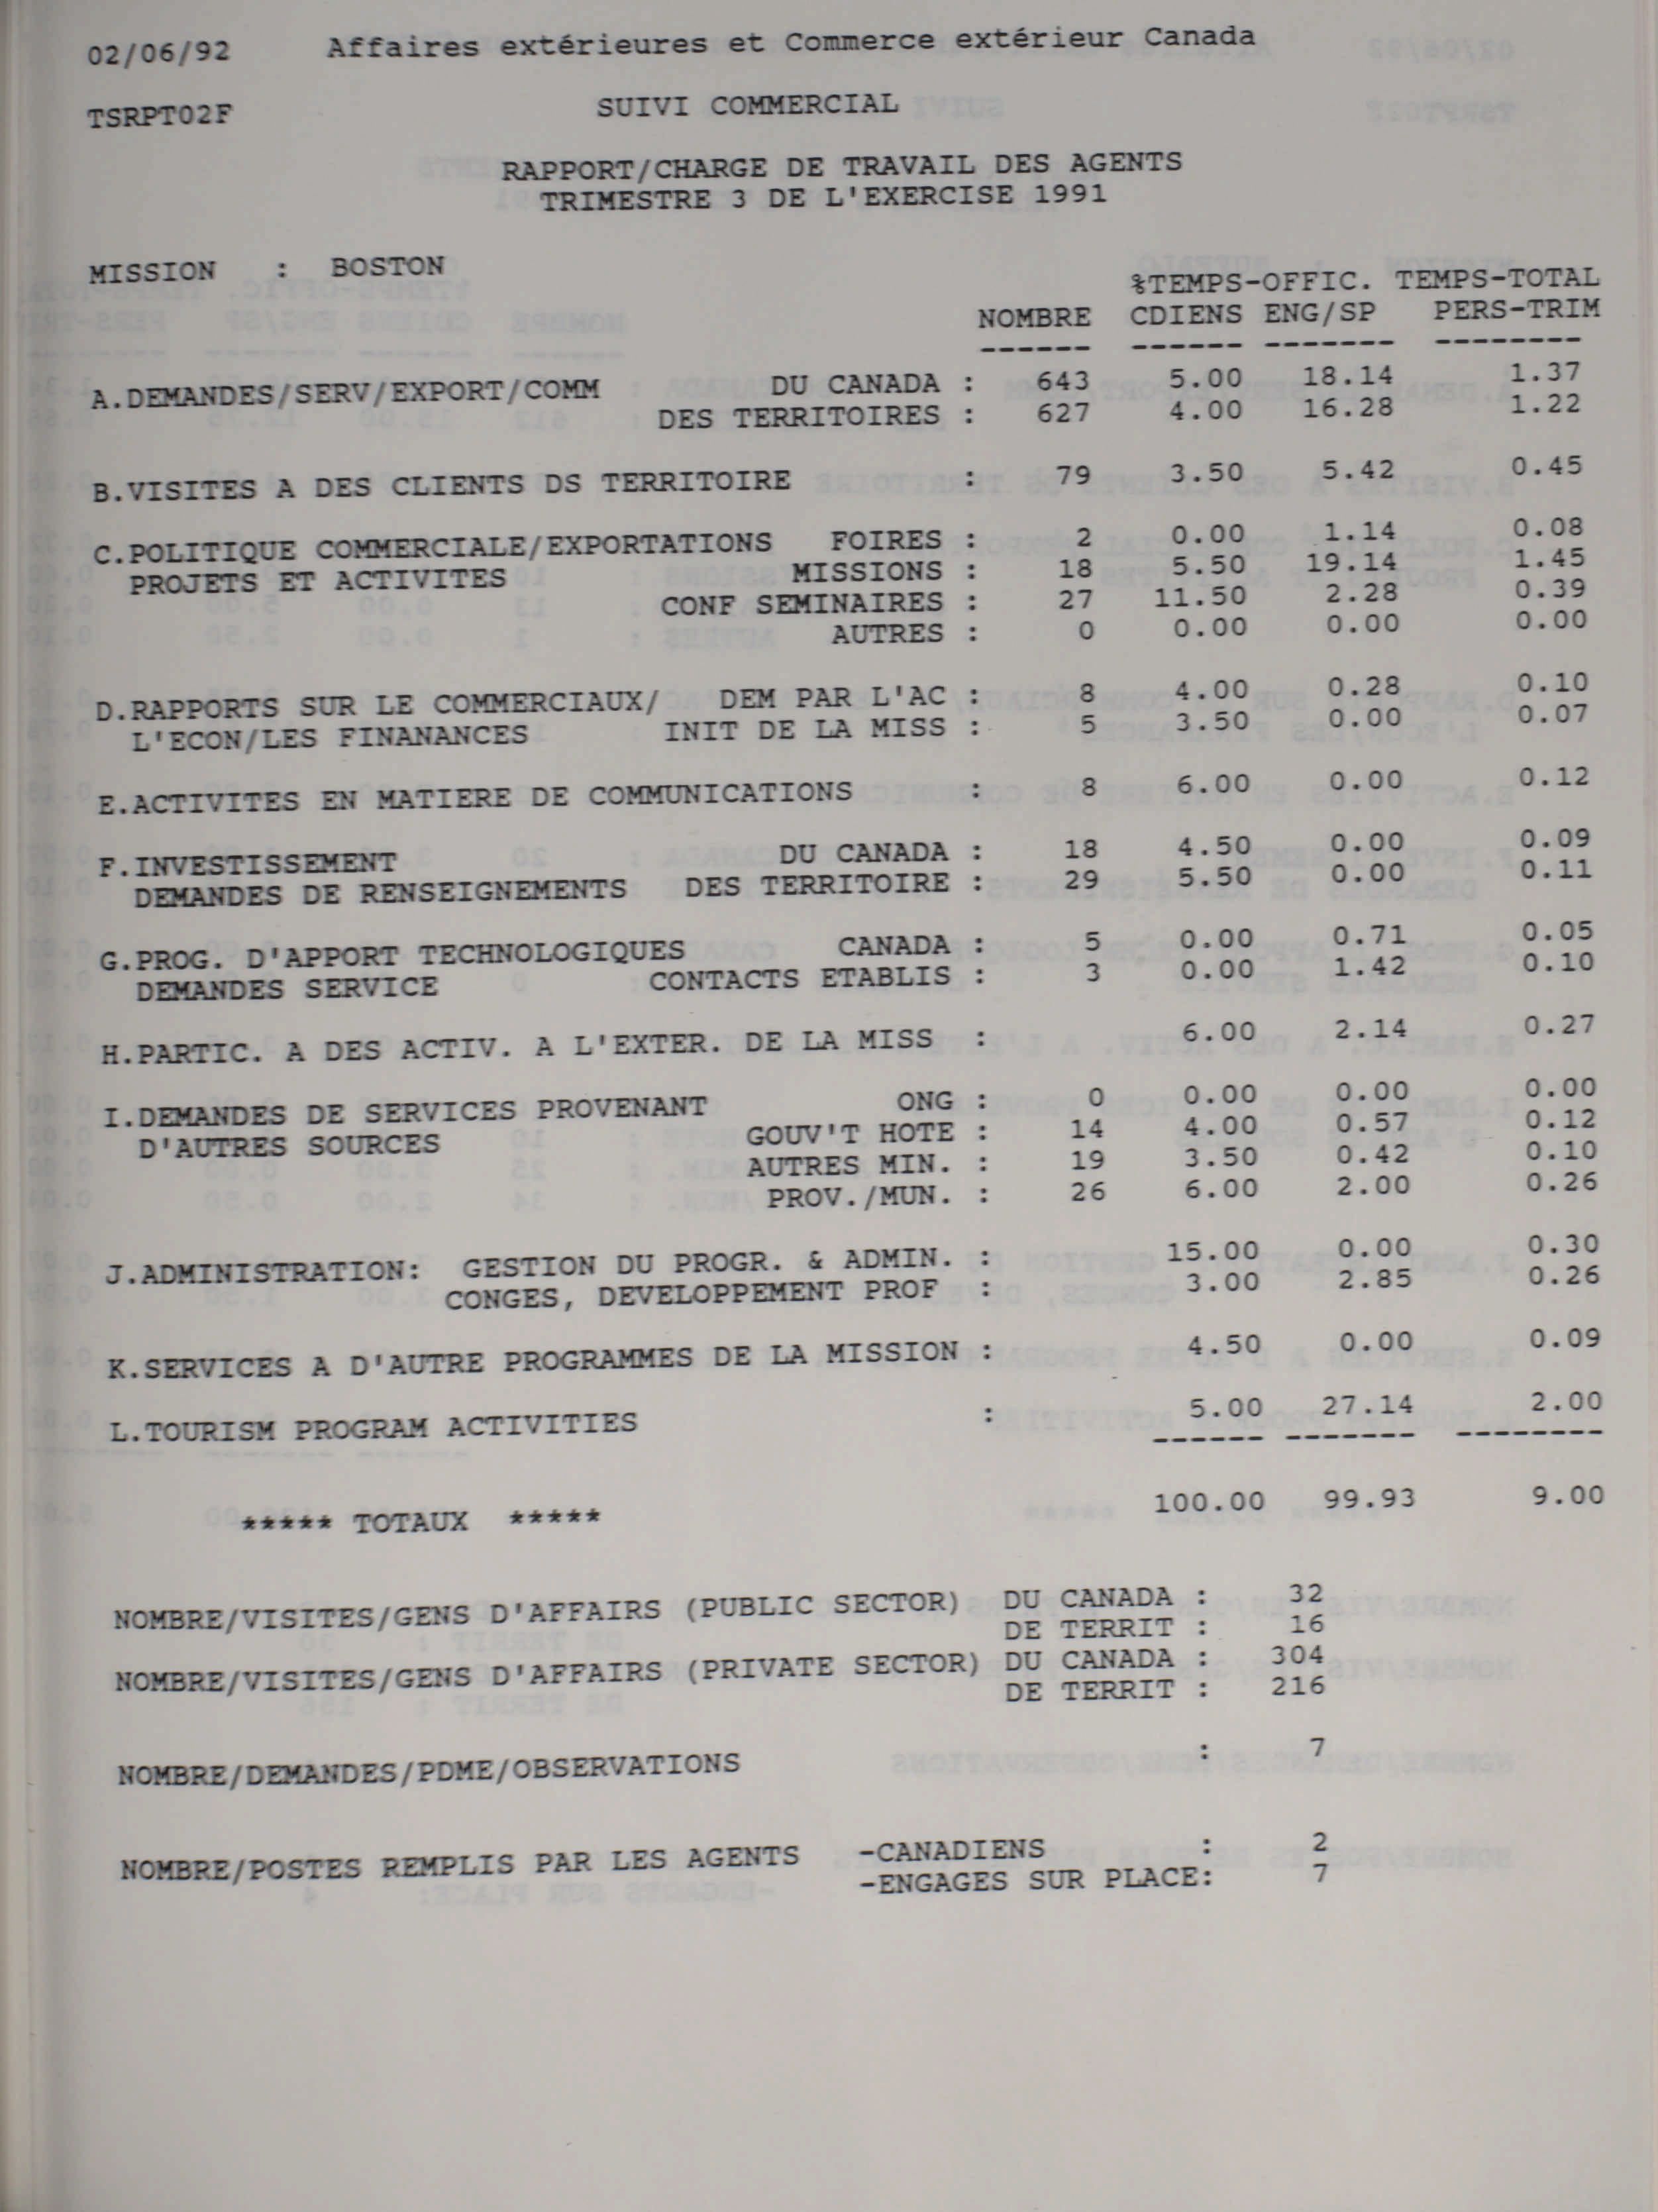 02/06/92 Affaires extérieures et Commerce extérieur Canada
TSRPT02F SUIVI COMMERCIAL
RAPPORT/CHARGE DE TRAVAIL DES AGENTS
TRIMESTRE 3 DE L'EXERCISE 1991
MISSION : BOSTON
%TEMPS-OFFIC. TEMPS-TOTAL
NOMBRE CDIENS ENG/SP PERS-TRIM
------ ------ ------- --------
A.DEMANDES/SERV/EXPORT/COMM DU CANADA : 643 5.00 18.14 1.37
DES TERRITOIRES : 627 4.00 16.28 1.22
B.VISITES A DES CLIENTS DS TERRITOIRE : 79 3.50 5.42 0.45
C.POLITIQUE COMMERCIALE/EXPORTATIONS FOIRES : 2 0.00 1.14 0.08
PROJETS ET ACTIVITES MISSIONS : 18 5.50 19.14 1.45
CONF SEMINAIRES : 27 11.50 2.28 0.39
AUTRES : 0 0.00 0.00 0.00
D.RAPPORTS SUR LE COMMERCIAUX/ DEM PAR L'AC : 8 4.00 0.28 0.10
L'ECON/LES FINANANCES INIT DE LA MISS : 5 3.50 0.00 0.07
E.ACTIVITES EN MATIERE DE COMMUNICATIONS : 8 6.00 0.00 0.12
F.INVESTISSEMENT DU CANADA : 18 4.50 0.00 0.09
DEMANDES DE RENSEIGNEMENTS DES TERRITOIRE : 29 5.50 0.00 0.11
G.PROG. D'APPORT TECHNOLOGIQUES CANADA : 5 0.00 0.71 0.05
DEMANDES SERVICE CONTACTS ETABLIS : 3 0.00 1.42 0.10
H.PARTIC. A DES ACTIV. A L'EXTER. DE LA MISS : 6.00 2.14 0.27
I.DEMANDES DE SERVICES PROVENANT ONG : 0 0.00 0.00 0.00
D'AUTRES SOURCES GOUV'T HOTE : 14 4.00 0.57 0.12
AUTRES MIN. : 19 3.50 0.42 0.10
PROV./MUN. : 26 6.00 2.00 0.26
J.ADMINISTRATION: GESTION DU PROGR. & ADMIN. : 15.00 0.00 0.30
CONGES, DEVELOPPEMENT PROF : 3.00 2.85 0.26
K.SERVICES A D'AUTRE PROGRAMMES DE LA MISSION : 4.50 0.00 0.09
L.TOURISM PROGRAM ACTIVITIES : 5.00 27.14 2.00
------ ------- --------
***** TOTAUX ***** 100.00 99.93 9.00
NOMBRE/VISITES/GENS D'AFFAIRS (PUBLIC SECTOR) DU CANADA : 32
DE TERRIT : 16
NOMBRE/VISITES/GENS D'AFFAIRS (PRIVATE SECTOR) DU CANADA : 304
DE TERRIT : 216
NOMBRE/DEMANDES/PDME/OBSERVATIONS : 7
NOMBRE/POSTES REMPLIS PAR LES AGENTS -CANADIENS : 2
-ENGAGES SUR PLACE: 7